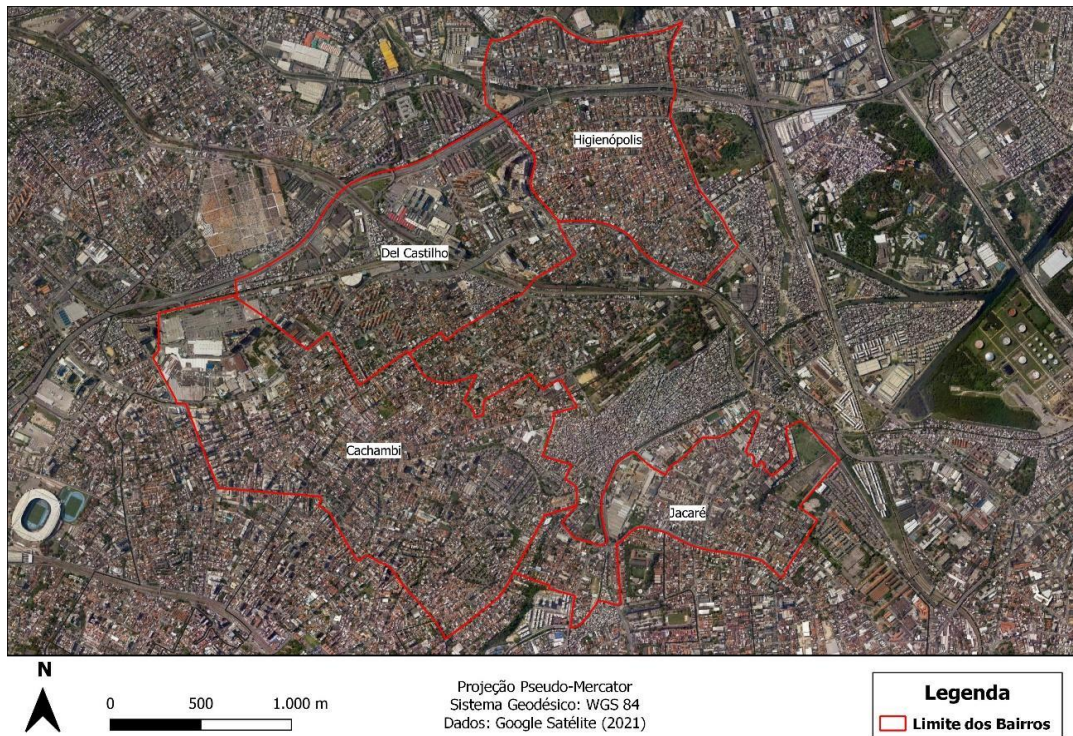 Higienópolis
Del Castilho
Cachambi
Jacaré
N
0 500 1.000 m
Projeção Pseudo-Mercator
Sistema Geodésico: WGS 84
Dados: Google Satélite (2021)
Legenda
Limite dos Bairros